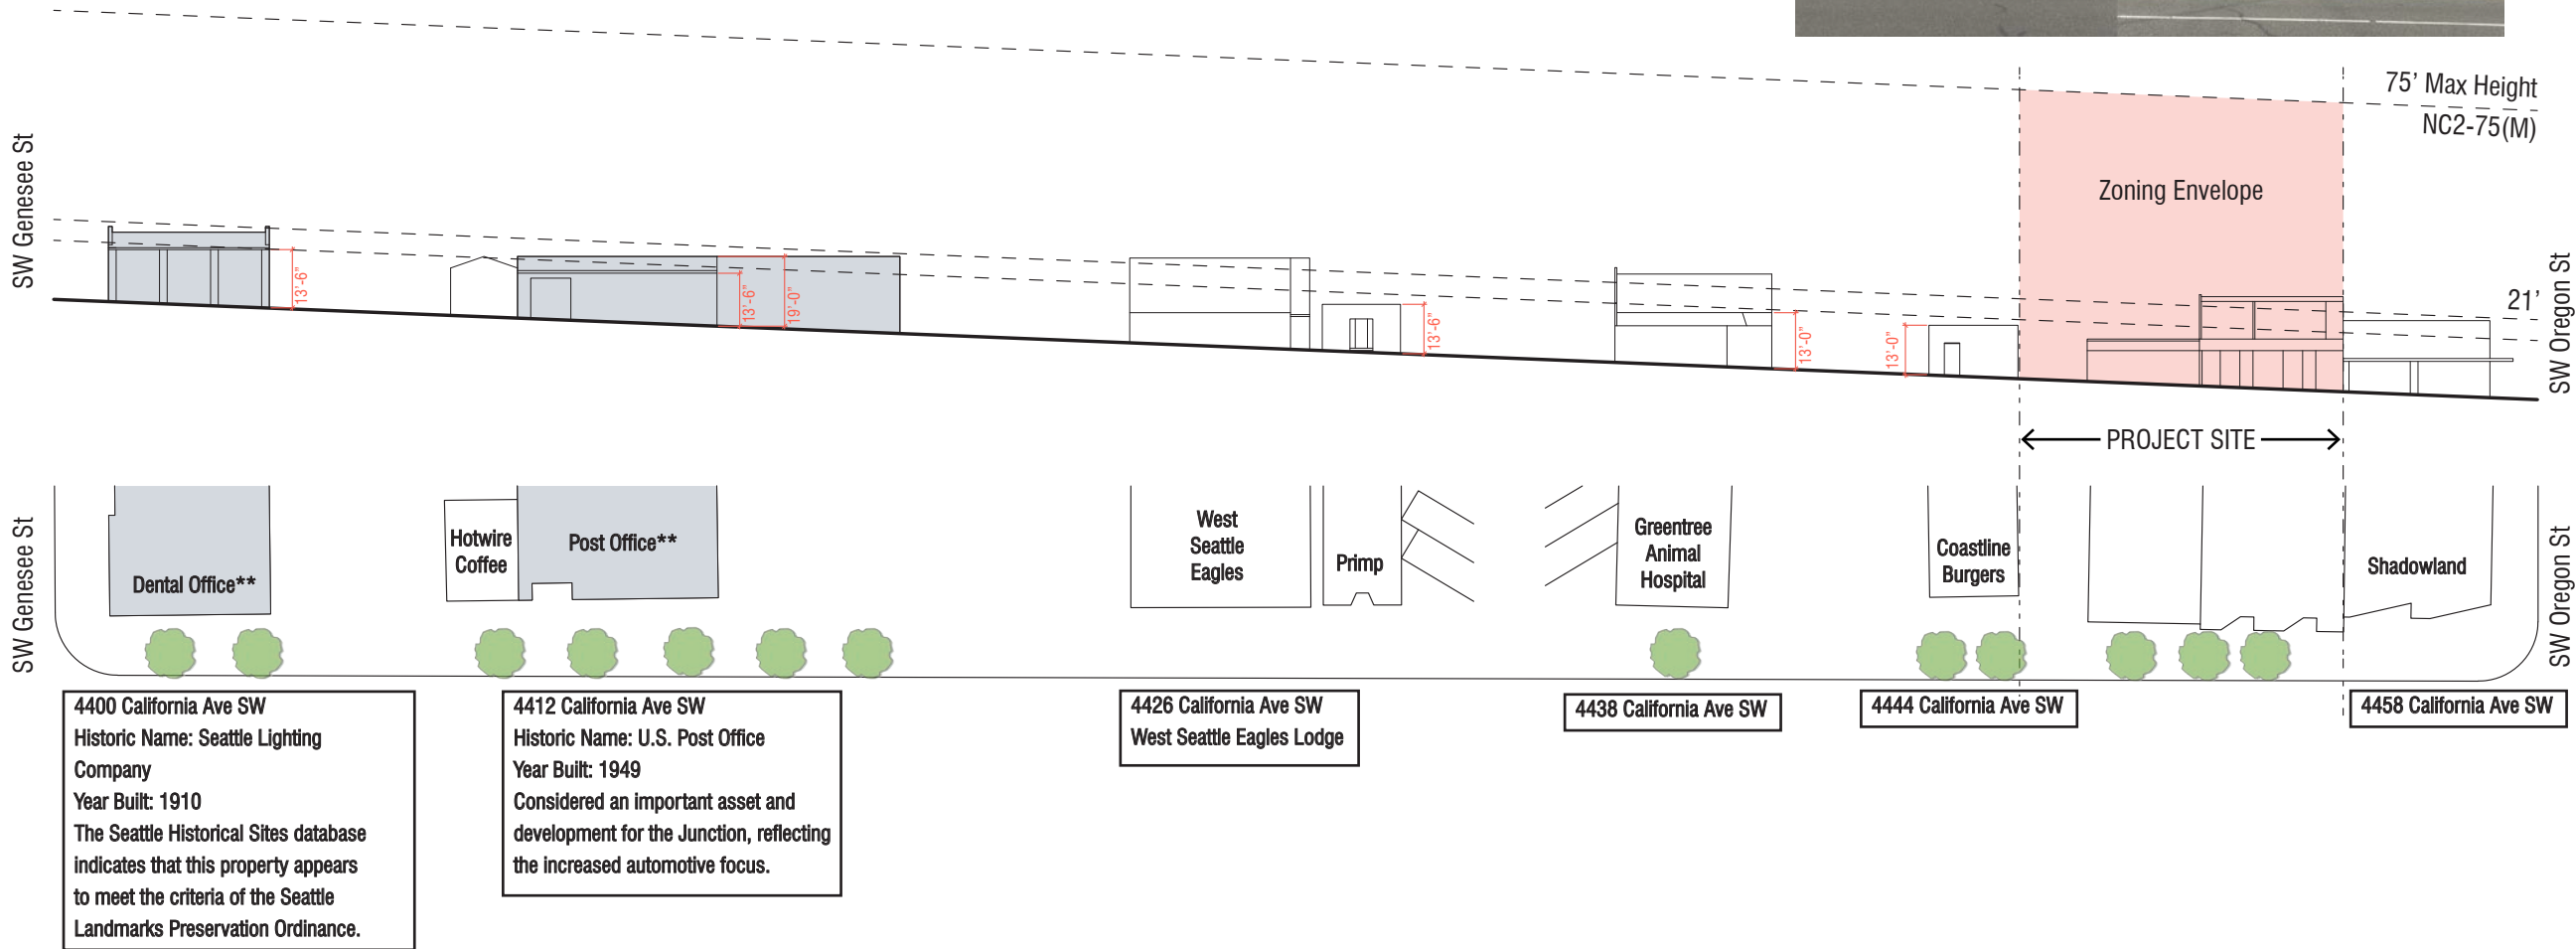 75’ Max Height
NC2-75(M)
SW Genesee St
Zoning Envelope
SW Oregon St
21’
13’-6”
13’-6”
19’-0”
13’-6”
13’-0”
13’-0”
PROJECT SITE
SW Genesee St
Dental Office**
Hotwire
Coffee
Post Office**
West
Seattle
Eagles
Primp
Greentree
Animal
Hospital
Coastline
Burgers
Shadowland
SW Oregon St
4400 California Ave SW
Historic Name: Seattle Lighting
Company
Year Built: 1910
The Seattle Historical Sites database
indicates that this property appears
to meet the criteria of the Seattle
Landmarks Preservation Ordinance.
4412 California Ave SW
Historic Name: U.S. Post Office
Year Built: 1949
Considered an important asset and
development for the Junction, reflecting
the increased automotive focus.
4426 California Ave SW
West Seattle Eagles Lodge
4438 California Ave SW
4444 California Ave SW
4458 California Ave SW